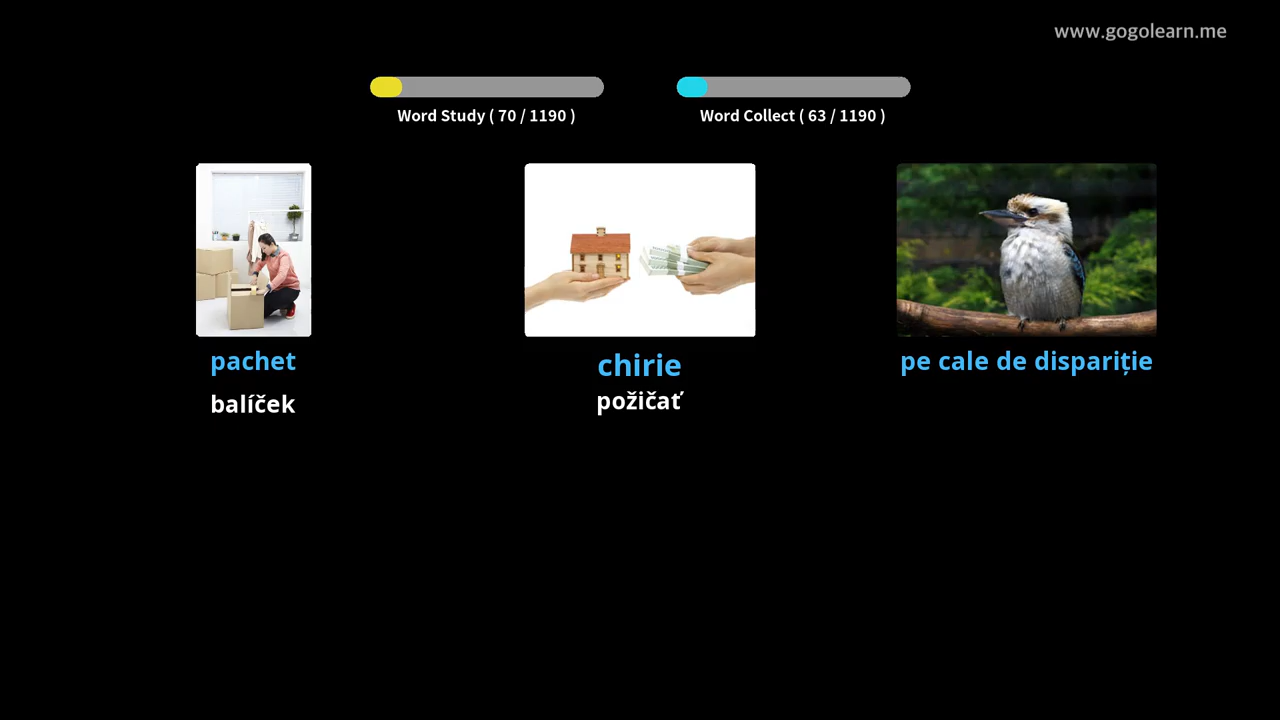 www.gogolearn.me
Word Study ( 70 / 1190 )
Word Collect ( 63 / 1190 )
pachet
chirie
pe cale de dispariție
balíček
požičať